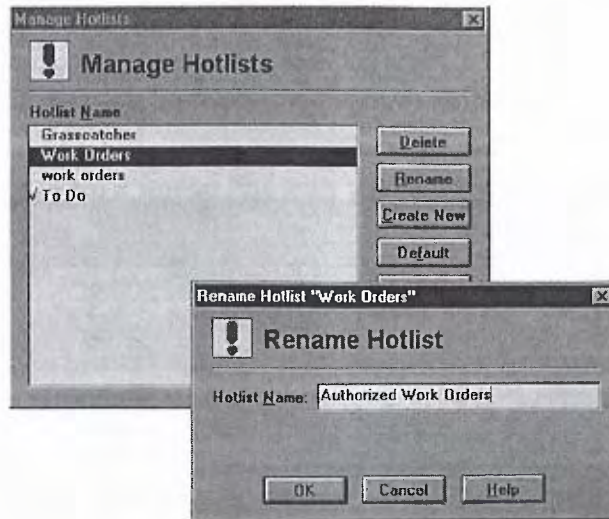 Manage Hotlists
Manage Hotlists
Hotlist Name
Grasscatcher
Work Orders
work orders
√ To Do
Delete
Rename
Create New
Default
Rename Hotlist "Work Orders"
Rename Hotlist
Hotlist Name: Authorized Work Orders
OK
Cancel
Help